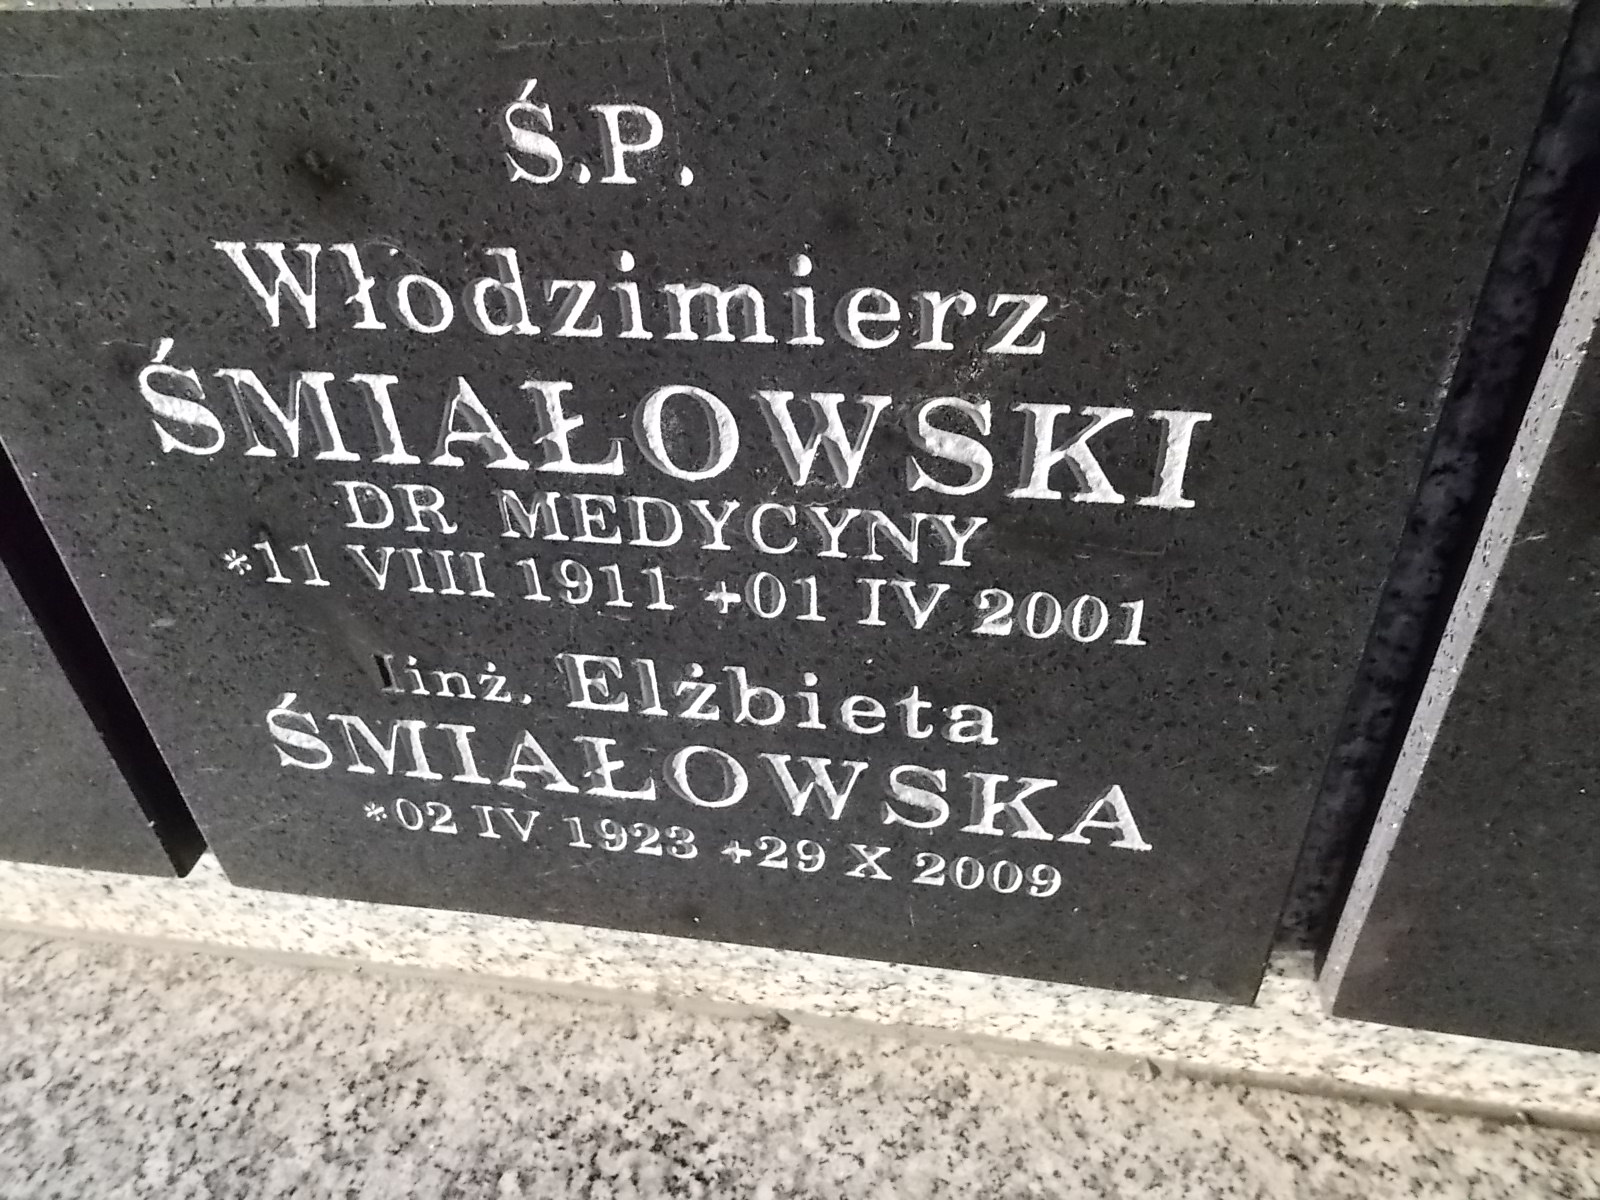 Ś.P.
Włodzimierz
ŚMIAŁOWSKI
DR MEDYCYNY
*11 VIII 1911 +01 IV 2001
inż. Elżbieta
ŚMIAŁOWSKA
*02 IV 1923 +29 X 2009